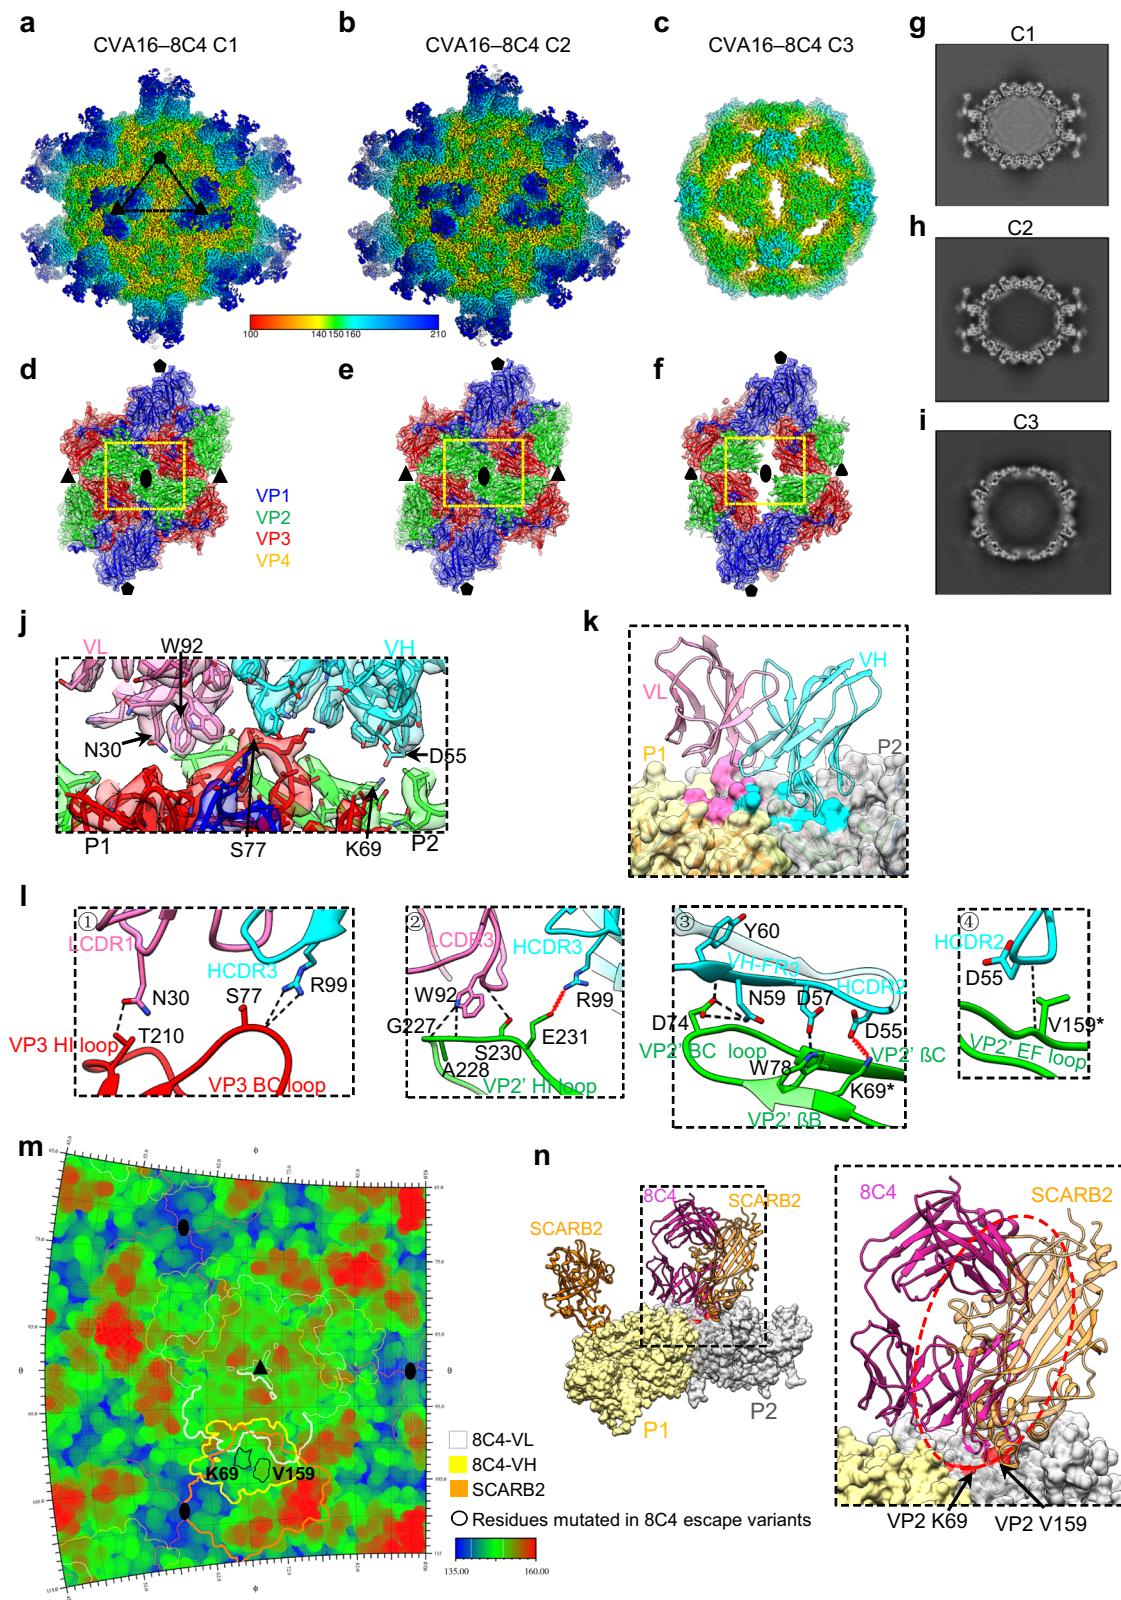 a
CVA16–8C4 C1
b
CVA16–8C4 C2
c
CVA16–8C4 C3
g
C1
h
C2
i
C3
100 140 150 160 210
d
e
f
VP1
VP2
VP3
VP4
j
VL
W92
VH
N30
D55
P1
S77
K69
P2
k
VL
VH
P1
P2
l
①
LCDR1
HCDR3
N30
S77
R99
T210
VP3 HI loop
VP3 BC loop
②
LCDR3
HCDR3
W92
R99
G227
S230
E231
A228
VP2' HI loop
③
Y60
VH-FR3
HCDR2
N59
D57
D74
D55
VP2' BC loop
VP2' ßC
W78
K69*
VP2' ßB
④
HCDR2
D55
V159*
VP2' EF loop
m
K69
V159
8C4-VL
8C4-VH
SCARB2
Residues mutated in 8C4 escape variants
135.00 160.00
n
8C4
SCARB2
SCARB2
P1
P2
8C4
SCARB2
VP2 K69
VP2 V159